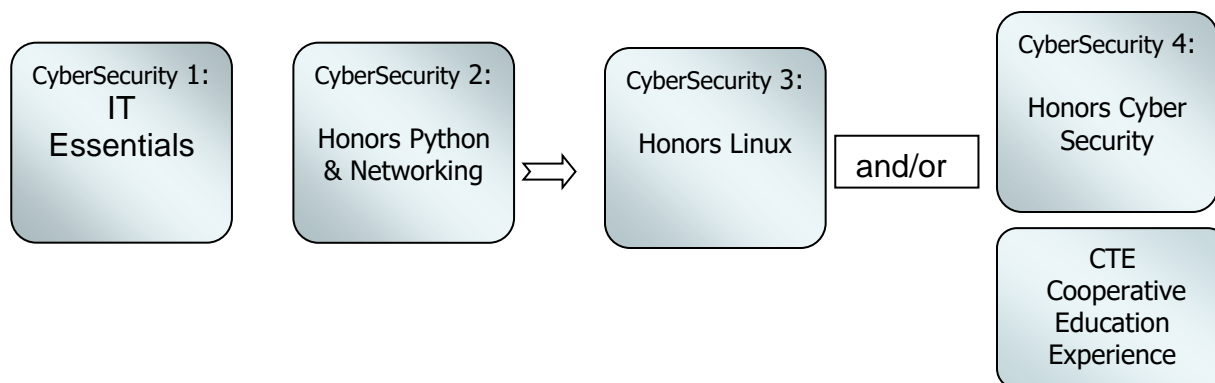 CyberSecurity 1:
IT
Essentials
CyberSecurity 2:
Honors Python
& Networking
CyberSecurity 3:
Honors Linux
and/or
CyberSecurity 4:
Honors Cyber
Security
CTE
Cooperative
Education
Experience